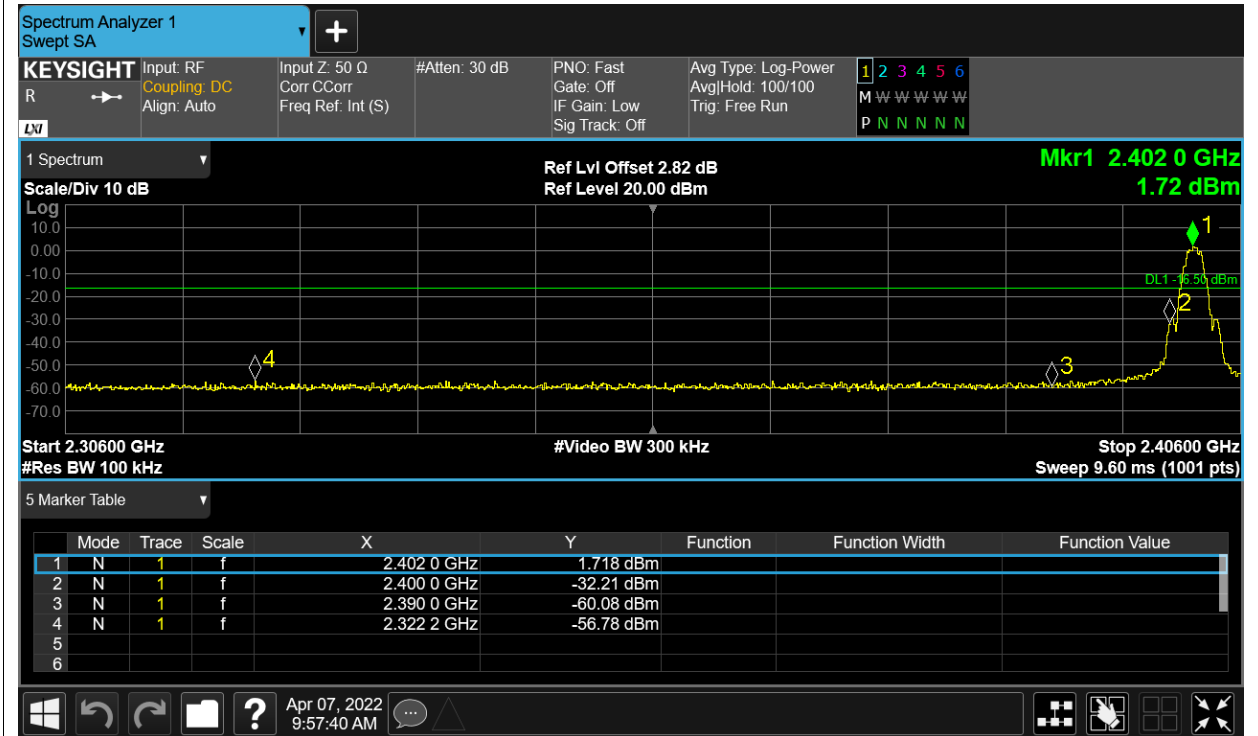 Spectrum Analyzer 1
Swept SA
+
KEYSIGHT Input: RF Input Z: 50 Ω #Atten: 30 dB PNO: Fast Avg Type: Log-Power 1 2 3 4 5 6
R Coupling: DC Corr CCorr Gate: Off Avg|Hold: 100/100 M W W W W W W
Align: Auto Freq Ref: Int (S) IF Gain: Low Trig: Free Run P N N N N N N
LXI Sig Track: Off
1 Spectrum Ref Lvl Offset 2.82 dB Mkr1 2.402 0 GHz
Scale/Div 10 dB Ref Level 20.00 dBm 1.72 dBm
Log
10.0 1
0.00
-10.0 DL1 -16.50 dBm
-20.0 2
-30.0
-40.0
-50.0 4 3
-60.0
-70.0
Start 2.30600 GHz #Video BW 300 kHz Stop 2.40600 GHz
#Res BW 100 kHz Sweep 9.60 ms (1001 pts)
5 Marker Table
Mode Trace Scale X Y Function Function Width Function Value
1 N 1 f 2.402 0 GHz 1.718 dBm
2 N 1 f 2.400 0 GHz -32.21 dBm
3 N 1 f 2.390 0 GHz -60.08 dBm
4 N 1 f 2.322 2 GHz -56.78 dBm
5
6
? Apr 07, 2022
9:57:40 AM